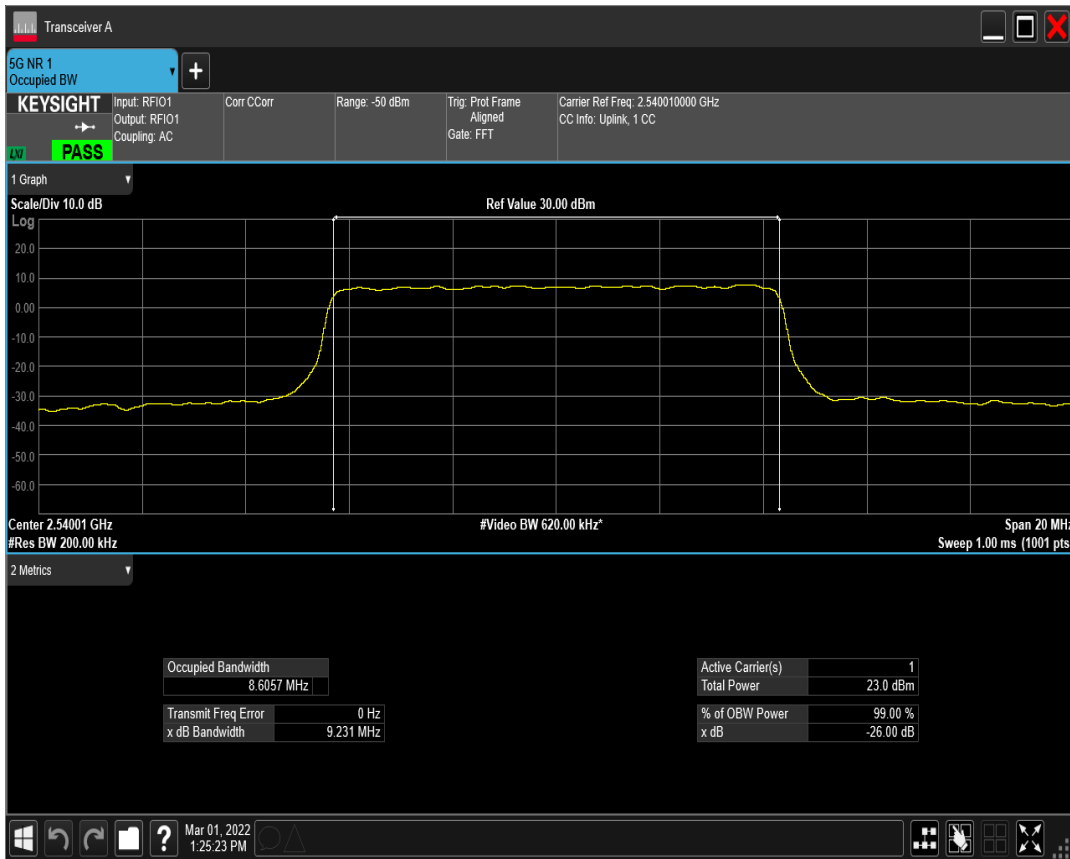 Transceiver A
5G NR 1
Occupied BW
KEYSIGHT
LXI
PASS
Input: RFIO1
Output: RFIO1
Coupling: AC
Corr CCorr
Range: -50 dBm
Trig: Prot Frame
Aligned
Gate: FFT
Carrier Ref Freq: 2.540010000 GHz
CC Info: Uplink, 1 CC
1 Graph
Scale/Div 10.0 dB
Ref Value 30.00 dBm
Log
20.0
10.0
0.00
-10.0
-20.0
-30.0
-40.0
-50.0
-60.0
Center 2.54001 GHz
#Video BW 620.00 kHz*
Span 20 MHz
#Res BW 200.00 kHz
Sweep 1.00 ms (1001 pts
2 Metrics
Occupied Bandwidth
8.6057 MHz
Transmit Freq Error 0 Hz
x dB Bandwidth 9.231 MHz
Active Carrier(s) 1
Total Power 23.0 dBm
% of OBW Power 99.00 %
x dB -26.00 dB
?
Mar 01, 2022
1:25:23 PM